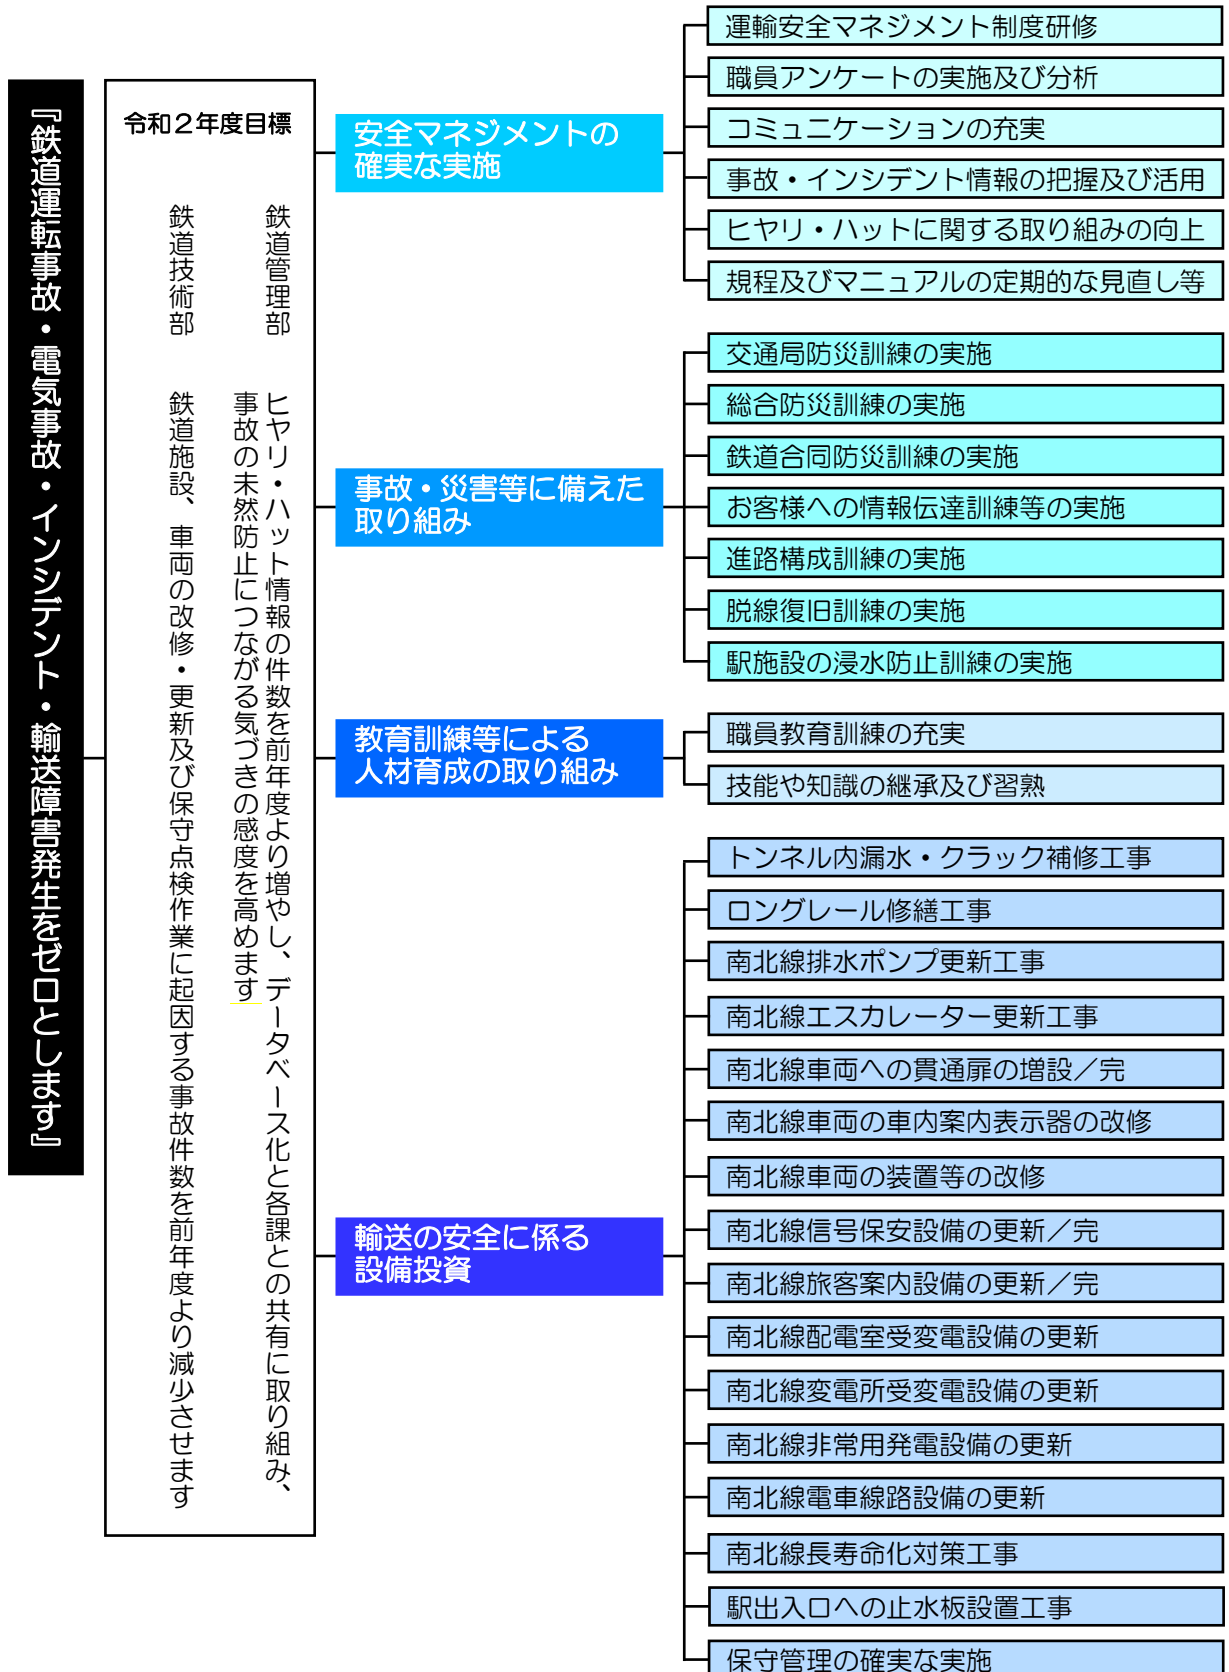 『鉄道運転事故・電気事故・インシデント・輸送障害発生をゼロとします』
令和２年度目標
鉄道管理部　ヒヤリ・ハット情報の件数を前年度より増やし、データベース化と各課との共有に取り組み、
事故の未然防止につながる気づきの感度を高めます
鉄道技術部　鉄道施設、車両の改修・更新及び保守点検作業に起因する事故件数を前年度より減少させます
安全マネジメントの
確実な実施
運輸安全マネジメント制度研修
職員アンケートの実施及び分析
コミュニケーションの充実
事故・インシデント情報の把握及び活用
ヒヤリ・ハットに関する取り組みの向上
規程及びマニュアルの定期的な見直し等
事故・災害等に備えた
取り組み
交通局防災訓練の実施
総合防災訓練の実施
鉄道合同防災訓練の実施
お客様への情報伝達訓練等の実施
進路構成訓練の実施
脱線復旧訓練の実施
駅施設の浸水防止訓練の実施
教育訓練等による
人材育成の取り組み
職員教育訓練の充実
技能や知識の継承及び習熟
輸送の安全に係る
設備投資
トンネル内漏水・クラック補修工事
ロングレール修繕工事
南北線排水ポンプ更新工事
南北線エスカレーター更新工事
南北線車両への貫通扉の増設／完
南北線車両の車内案内表示器の改修
南北線車両の装置等の改修
南北線信号保安設備の更新／完
南北線旅客案内設備の更新／完
南北線配電室受変電設備の更新
南北線変電所受変電設備の更新
南北線非常用発電設備の更新
南北線電車線路設備の更新
南北線長寿命化対策工事
駅出入口への止水板設置工事
保守管理の確実な実施